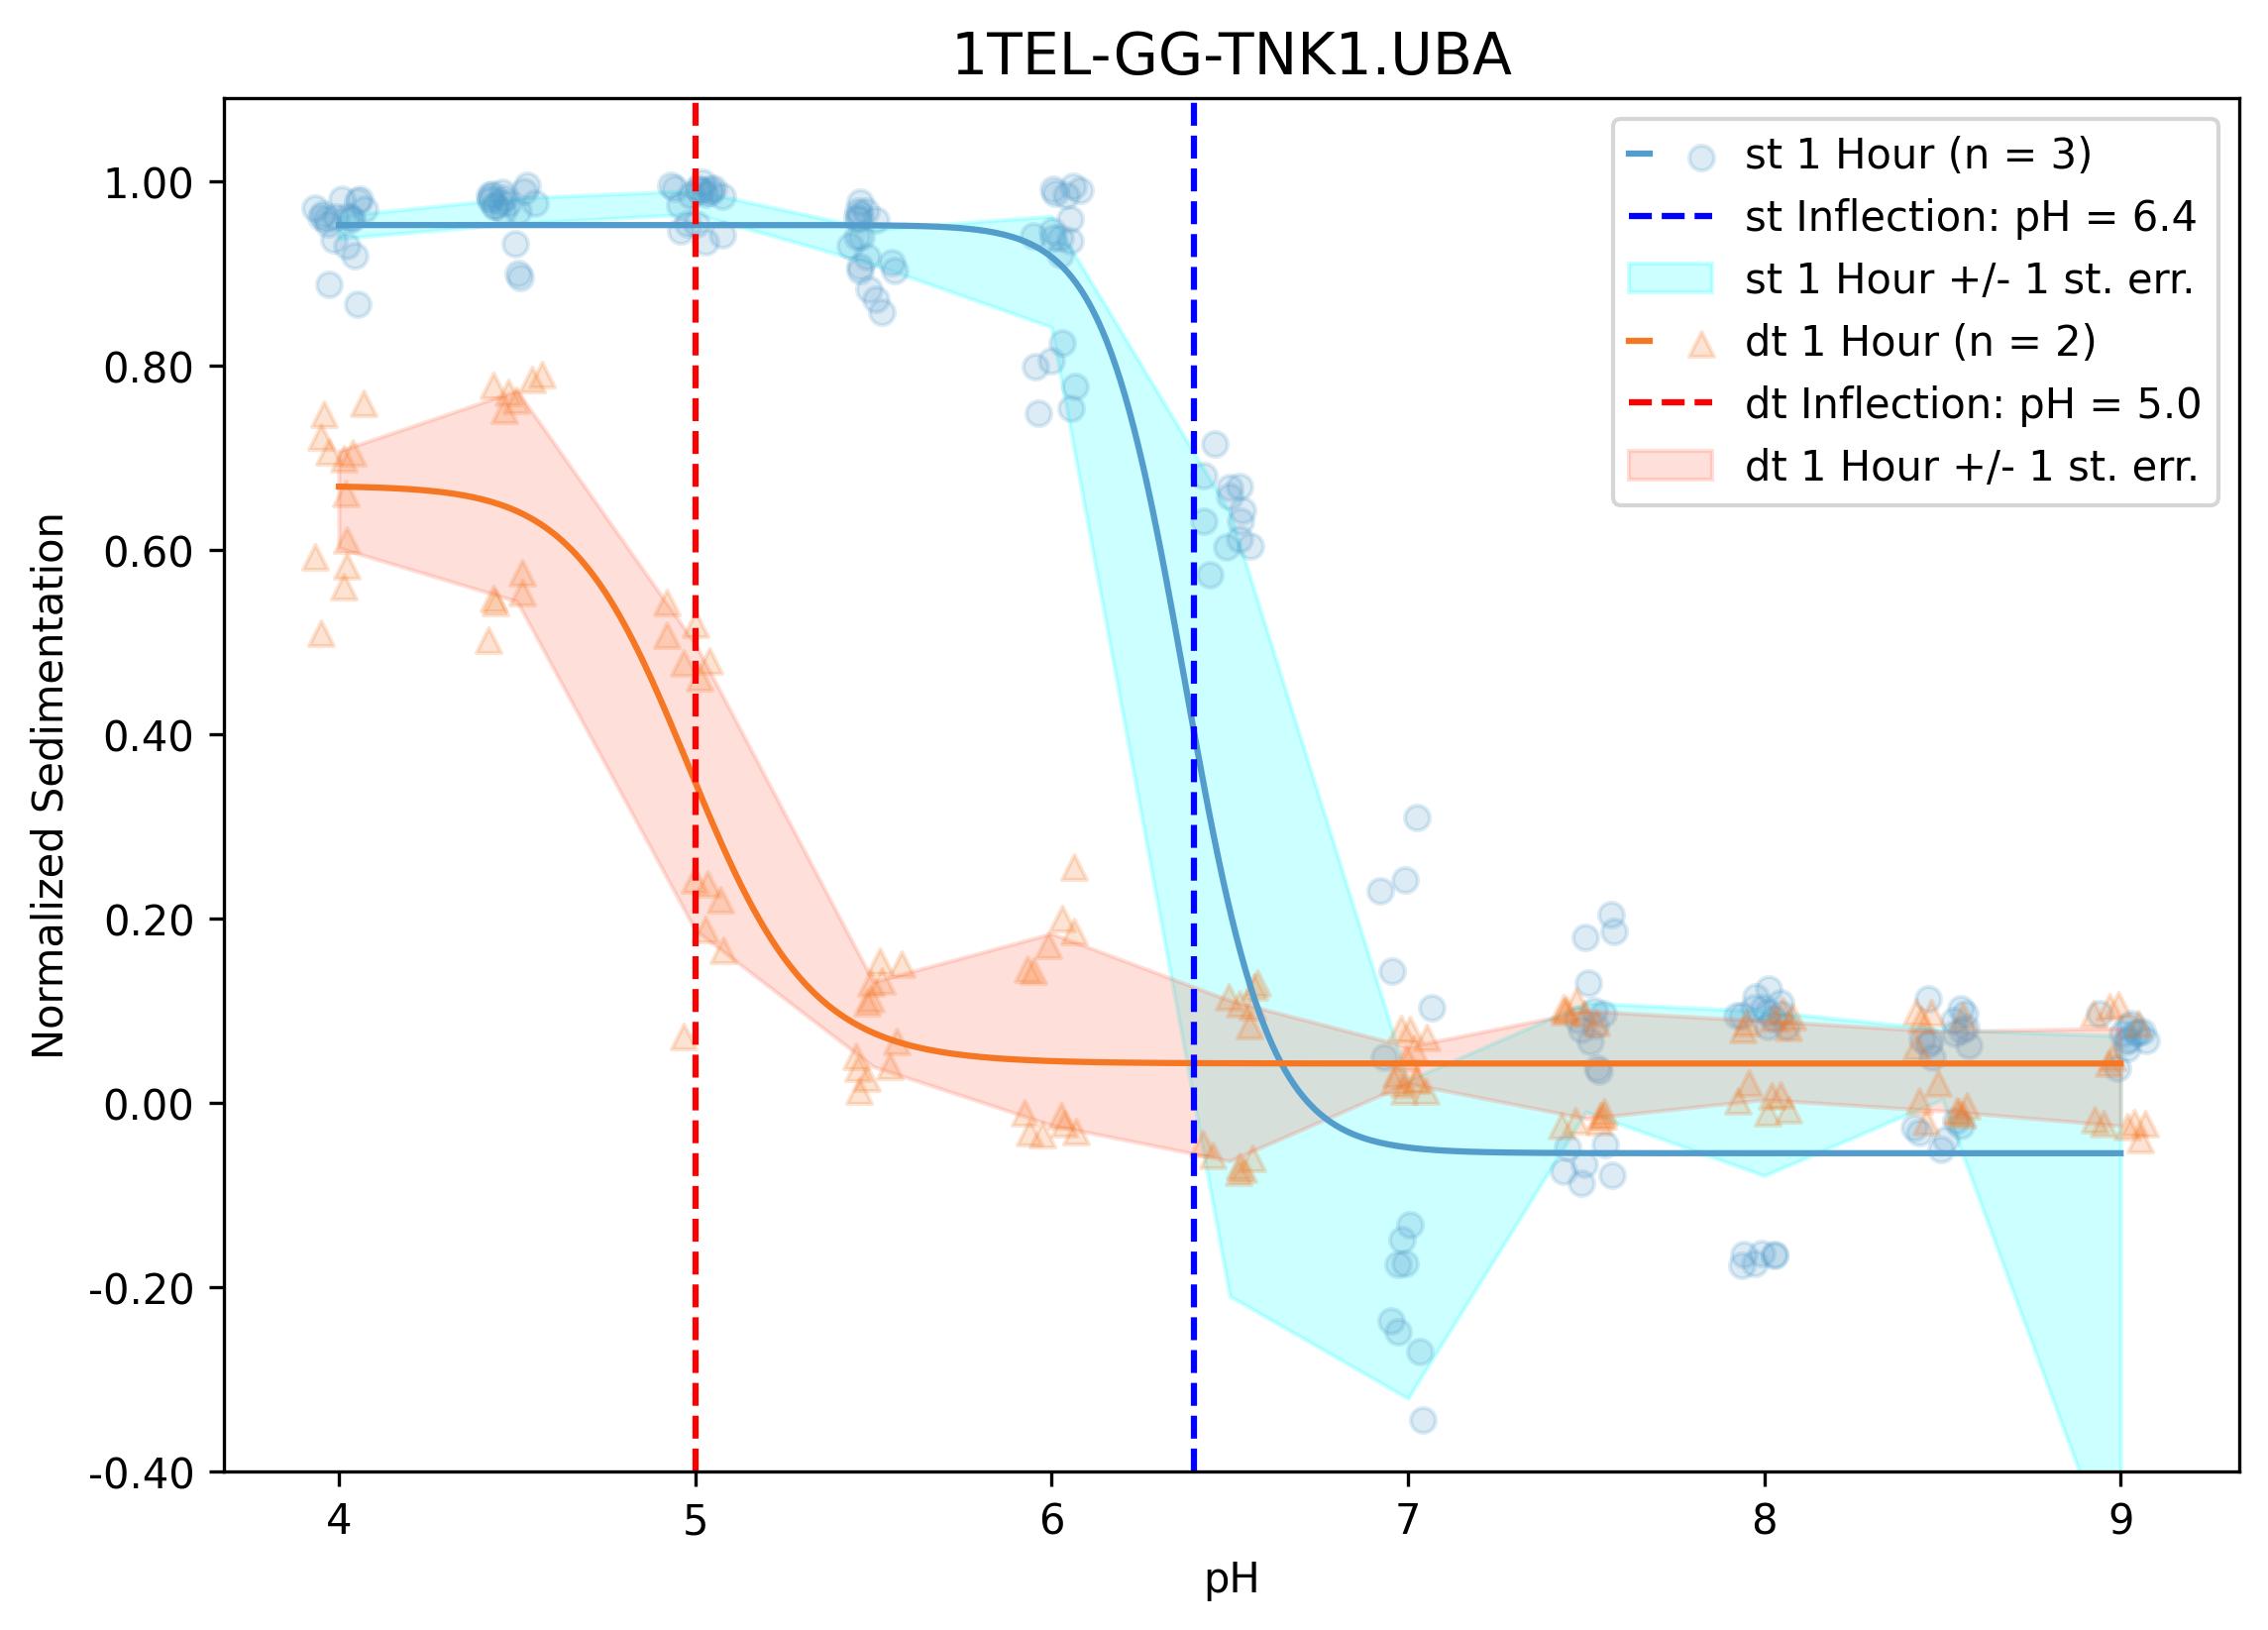 1TEL-GG-TNK1.UBA
st 1 Hour (n = 3)
st Inflection: pH = 6.4
st 1 Hour +/- 1 st. err.
dt 1 Hour (n = 2)
dt Inflection: pH = 5.0
dt 1 Hour +/- 1 st. err.
Normalized Sedimentation
1.00
0.80
0.60
0.40
0.20
0.00
-0.20
-0.40
4 5 6 7 8 9
pH